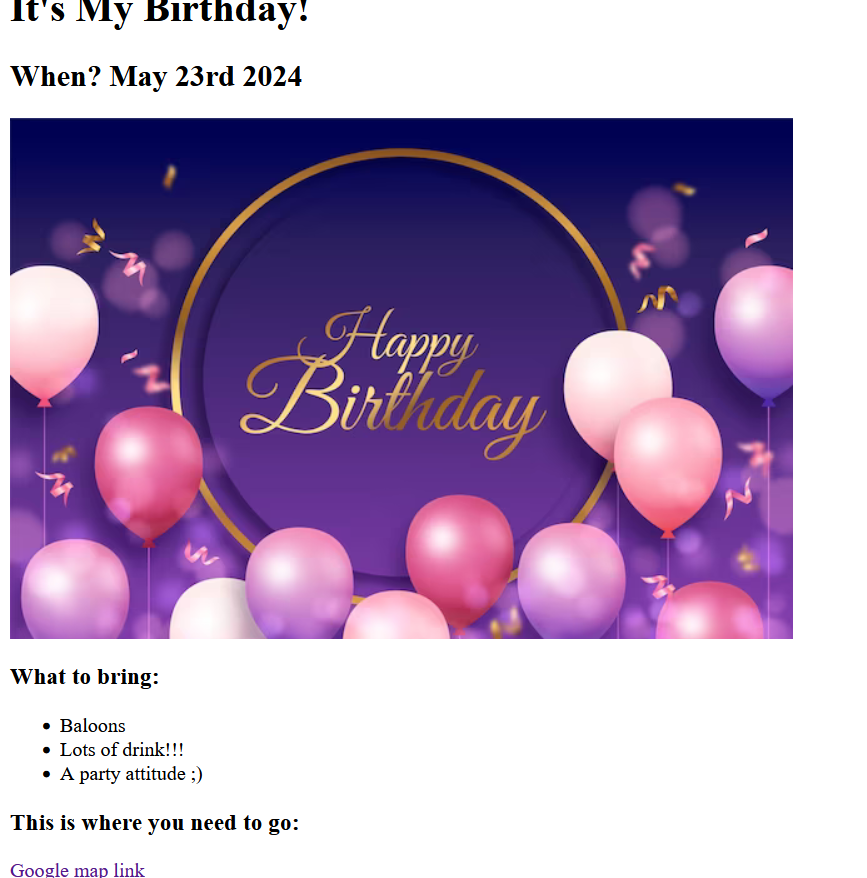 It's My Birthday!
When? May 23rd 2024
Happy
Birthday
What to bring:
Baloons
Lots of drink!!!
A party attitude ;)
This is where you need to go:
Google map link